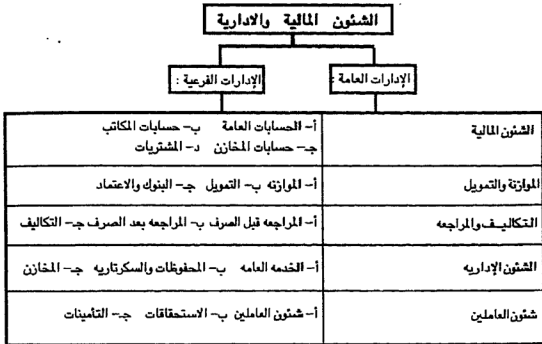 الشئون المالية والادارية
الإدارات العامة :
الإدارات الفرعية :
الشئون المالية
أ- الحسابات العامة ب- حسابات المكاتب
جـ- حسابات المخازن د- المشتريات
الموازنة والتمويل
أ- الموازنه ب- التمويل جـ- البنوك والاعتماد
التكاليف والمراجعه
أ- المراجعه قبل الصرف ب- المراجعه بعد الصرف جـ- التكاليف
الشئون الإداريه
أ- الخدمه العامه ب- المحفوظات والسكرتاريه جـ- المخازن
شئون العاملين
أ- شئون العاملين ب- الاستحقاقات جـ- التأمينات